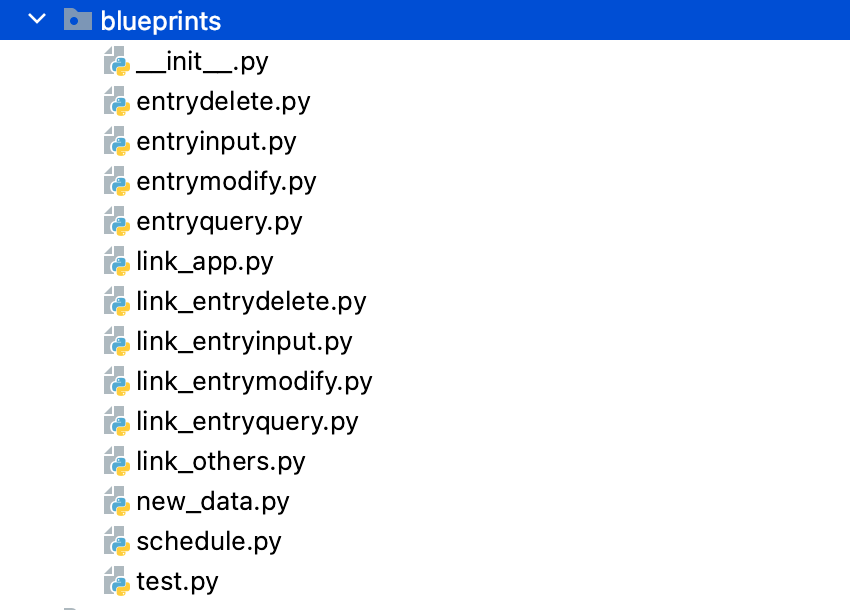 blueprints
__init__.py
entrydelete.py
entryinput.py
entrymodify.py
entryquery.py
link_app.py
link_entrydelete.py
link_entryinput.py
link_entrymodify.py
link_entryquery.py
link_others.py
new_data.py
schedule.py
test.py